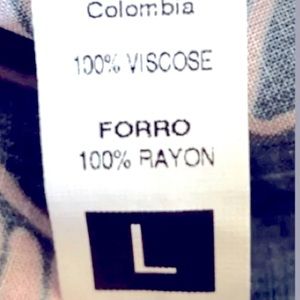 Colombia
100% VISCOSE
FORRO
100% RAYON
L